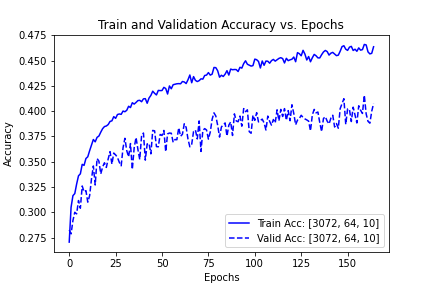 Train and Validation Accuracy vs. Epochs
0.475
0.450
0.425
0.400
0.375
0.350
0.325
0.300
0.275
Accuracy
Train Acc: [3072, 64, 10]
Valid Acc: [3072, 64, 10]
0 25 50 75 100 125 150
Epochs